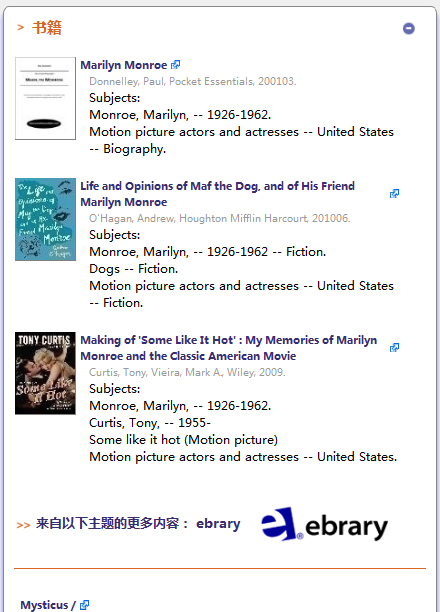 > 书籍
Marilyn Monroe
Donnelley, Paul, Pocket Essentials, 200103.
Subjects:
Monroe, Marilyn, -- 1926-1962.
Motion picture actors and actresses -- United States
-- Biography.
Life and Opinions of Maf the Dog, and of His Friend
Marilyn Monroe
O'Hagan, Andrew, Houghton Mifflin Harcourt, 201006.
Subjects:
Monroe, Marilyn, -- 1926-1962 -- Fiction.
Dogs -- Fiction.
Motion picture actors and actresses -- United States
-- Fiction.
TONY CURTIS
Some Like
It Hot
Making of 'Some Like It Hot' : My Memories of Marilyn
Monroe and the Classic American Movie
Curtis, Tony, Vieira, Mark A., Wiley, 2009.
Subjects:
Monroe, Marilyn, -- 1926-1962.
Curtis, Tony, -- 1955-
Some like it hot (Motion picture)
Motion picture actors and actresses -- United States.
>> 来自以下主题的更多内容： ebrary
ebrary
Mysticus /